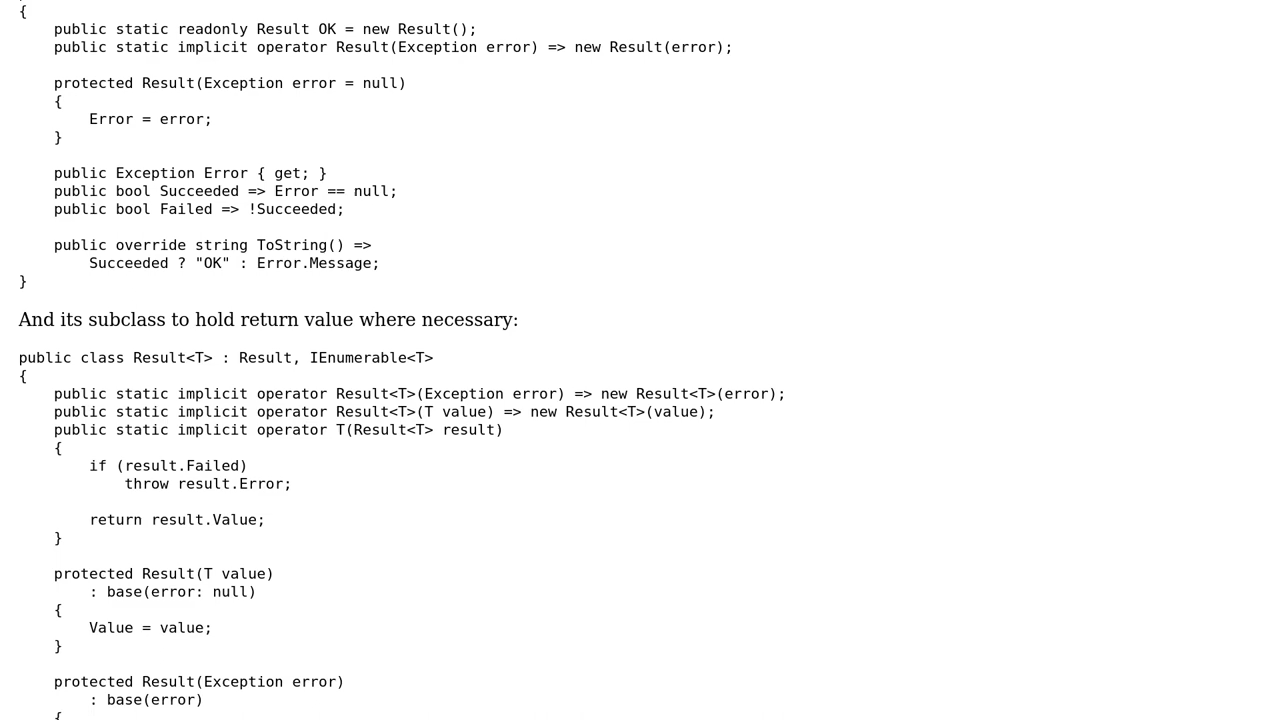 {
    public static readonly Result OK = new Result();
    public static implicit operator Result(Exception error) => new Result(error);

    protected Result(Exception error = null)
    {
        Error = error;
    }

    public Exception Error { get; }
    public bool Succeeded => Error == null;
    public bool Failed => !Succeeded;

    public override string ToString() =>
        Succeeded ? "OK" : Error.Message;
}

And its subclass to hold return value where necessary:

public class Result<T> : Result, IEnumerable<T>
{
    public static implicit operator Result<T>(Exception error) => new Result<T>(error);
    public static implicit operator Result<T>(T value) => new Result<T>(value);
    public static implicit operator T(Result<T> result)
    {
        if (result.Failed)
            throw result.Error;

        return result.Value;
    }

    protected Result(T value)
        : base(error: null)
    {
        Value = value;
    }

    protected Result(Exception error)
        : base(error)
    {